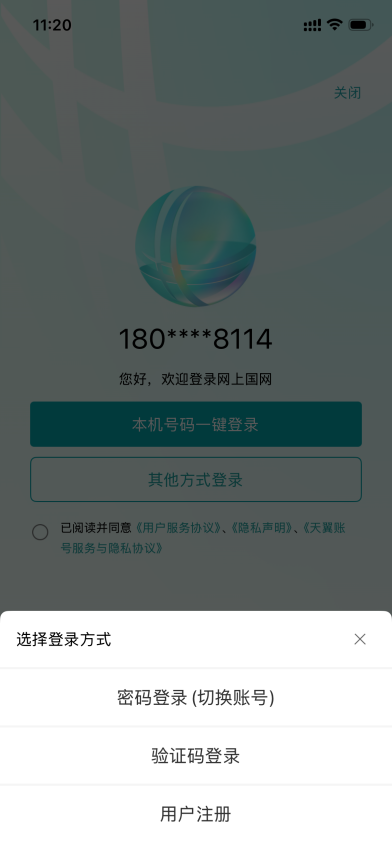 11:20
关闭
180****8114
您好，欢迎登录网上国网
本机号码一键登录
其他方式登录
已阅读并同意《用户服务协议》、《隐私声明》、《天翼账
号服务与隐私协议》
选择登录方式
密码登录 (切换账号)
验证码登录
用户注册